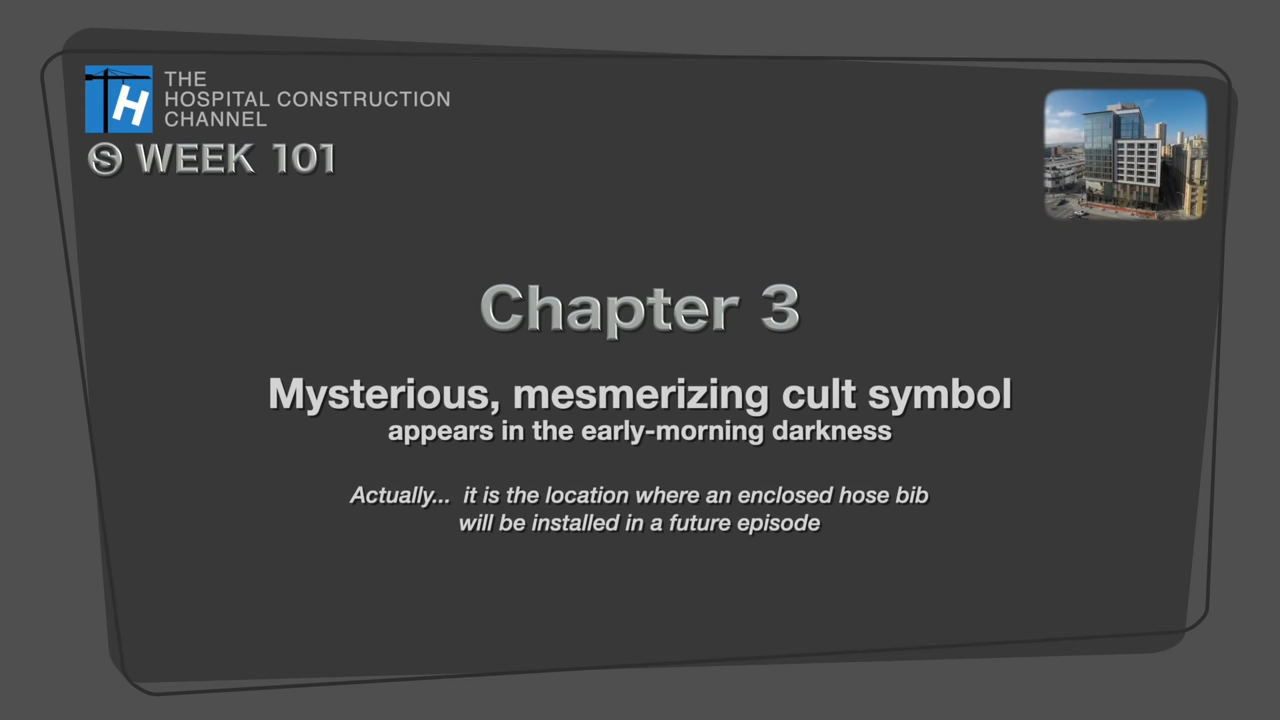 THE
HOSPITAL CONSTRUCTION
CHANNEL
H
Ⓢ WEEK 101
Chapter 3
Mysterious, mesmerizing cult symbol
appears in the early-morning darkness
Actually... it is the location where an enclosed hose bib
will be installed in a future episode